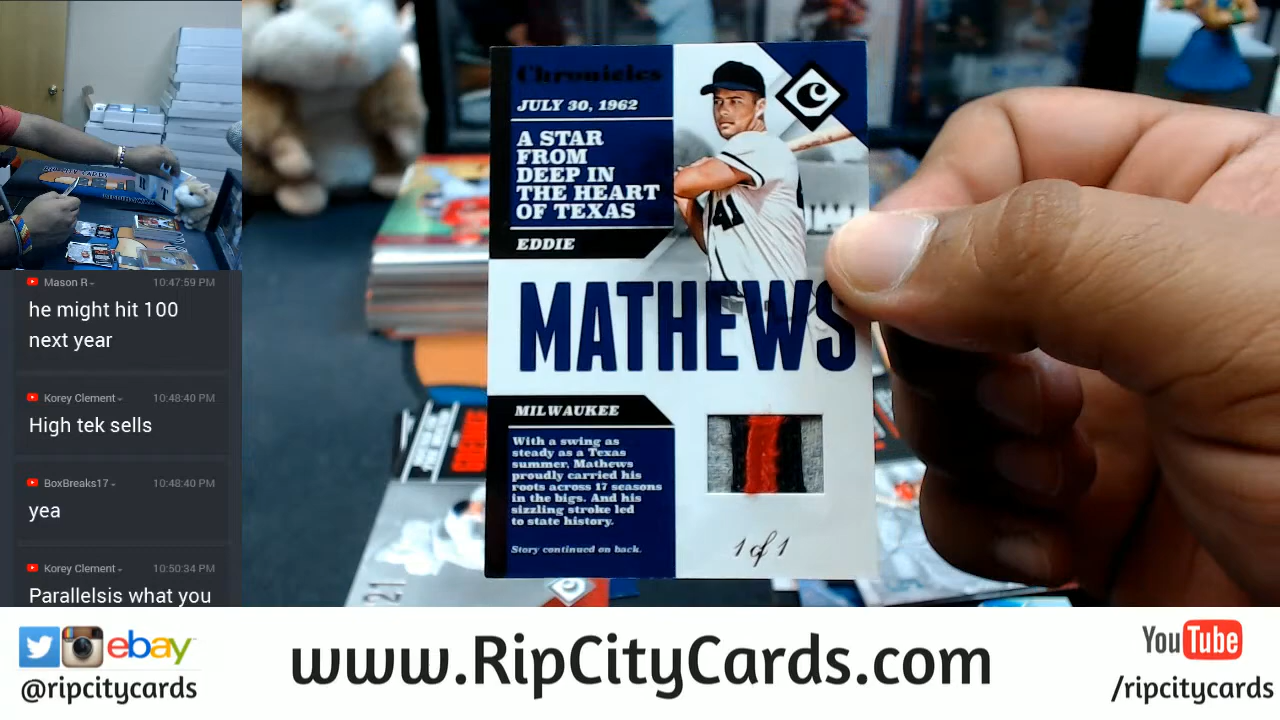 Mason R
10:47:59 PM
he might hit 100
next year
Korey Clement
10:48:40 PM
High tek sells
BoxBreaks17
10:48:40 PM
yea
Korey Clement
10:50:34 PM
Parallelsis what you
Chronicles
JULY 30, 1962
A STAR
FROM
DEEP IN
THE HEART
OF TEXAS
EDDIE
C
41
MATHEWS
MILWAUKEE
With a swing as
steady as a Texas
summer, Mathews
proudly carried his
roots across 17 seasons
in the bigs. And his
sizzling stroke led
to state history.
Story continued on back.
1 of 1
21
ebay
@ripcitycards
www.RipCityCards.com
YouTube
/ripcitycards